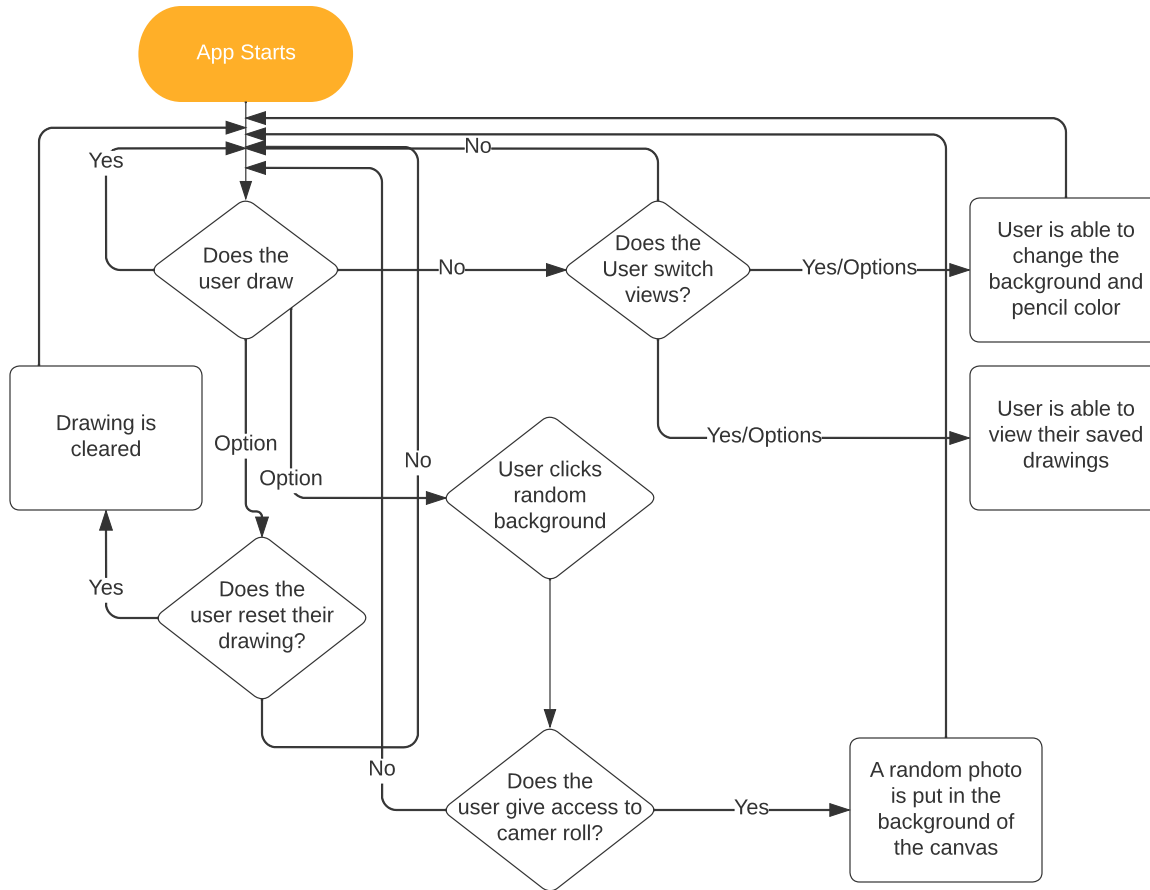 App Starts
Yes
No
Does the
user draw
No
Does the
User switch
views?
Yes/Options
User is able to
change the
background and
pencil color
Drawing is
cleared
Option
Option
No
User clicks
random
background
Yes/Options
User is able to
view their saved
drawings
Yes
Does the
user reset their
drawing?
No
Does the
user give access to
camer roll?
Yes
A random photo
is put in the
background of
the canvas